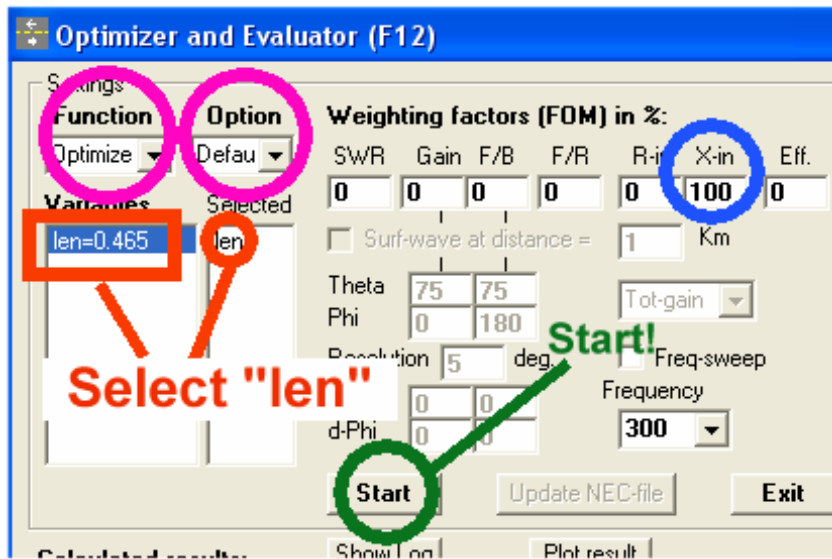 Optimizer and Evaluator (F12)
Settings
Function Option Weighting factors (FOM) in %:
Optimize Defau SWR Gain F/B F/R R-in X-in Eff.
0 0 0 0 0 100 0
Variables Selected
len=0.465 len Surf-wave at distance = 1 Km
Theta 75 75 Tot-gain
Phi 0 180
Start!
Resolution 5 deg. Freq-sweep
Select "len"
0 0 Frequency
d-Phi 0 0 300
Start Update NEC-file Exit
Calculated results: Show Log Plot result